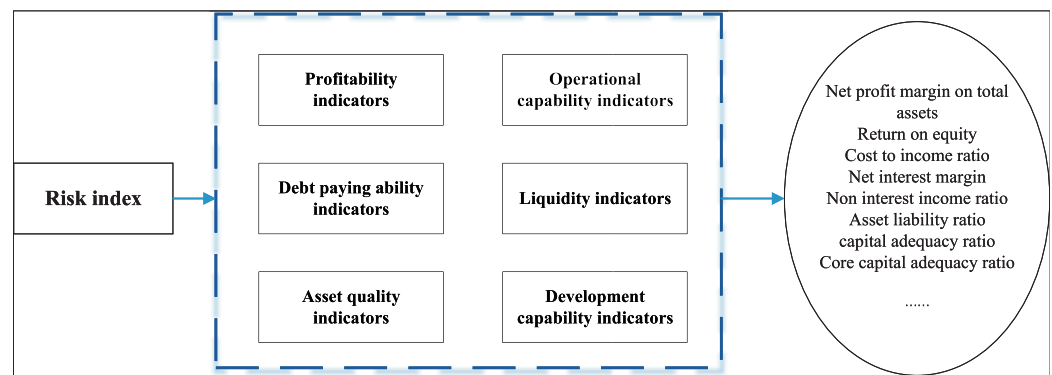 Risk index
Profitability
indicators
Operational
capability indicators
Debt paying ability
indicators
Liquidity indicators
Asset quality
indicators
Development
capability indicators
Net profit margin on total
assets
Return on equity
Cost to income ratio
Net interest margin
Non interest income ratio
Asset liability ratio
capital adequacy ratio
Core capital adequacy ratio
......